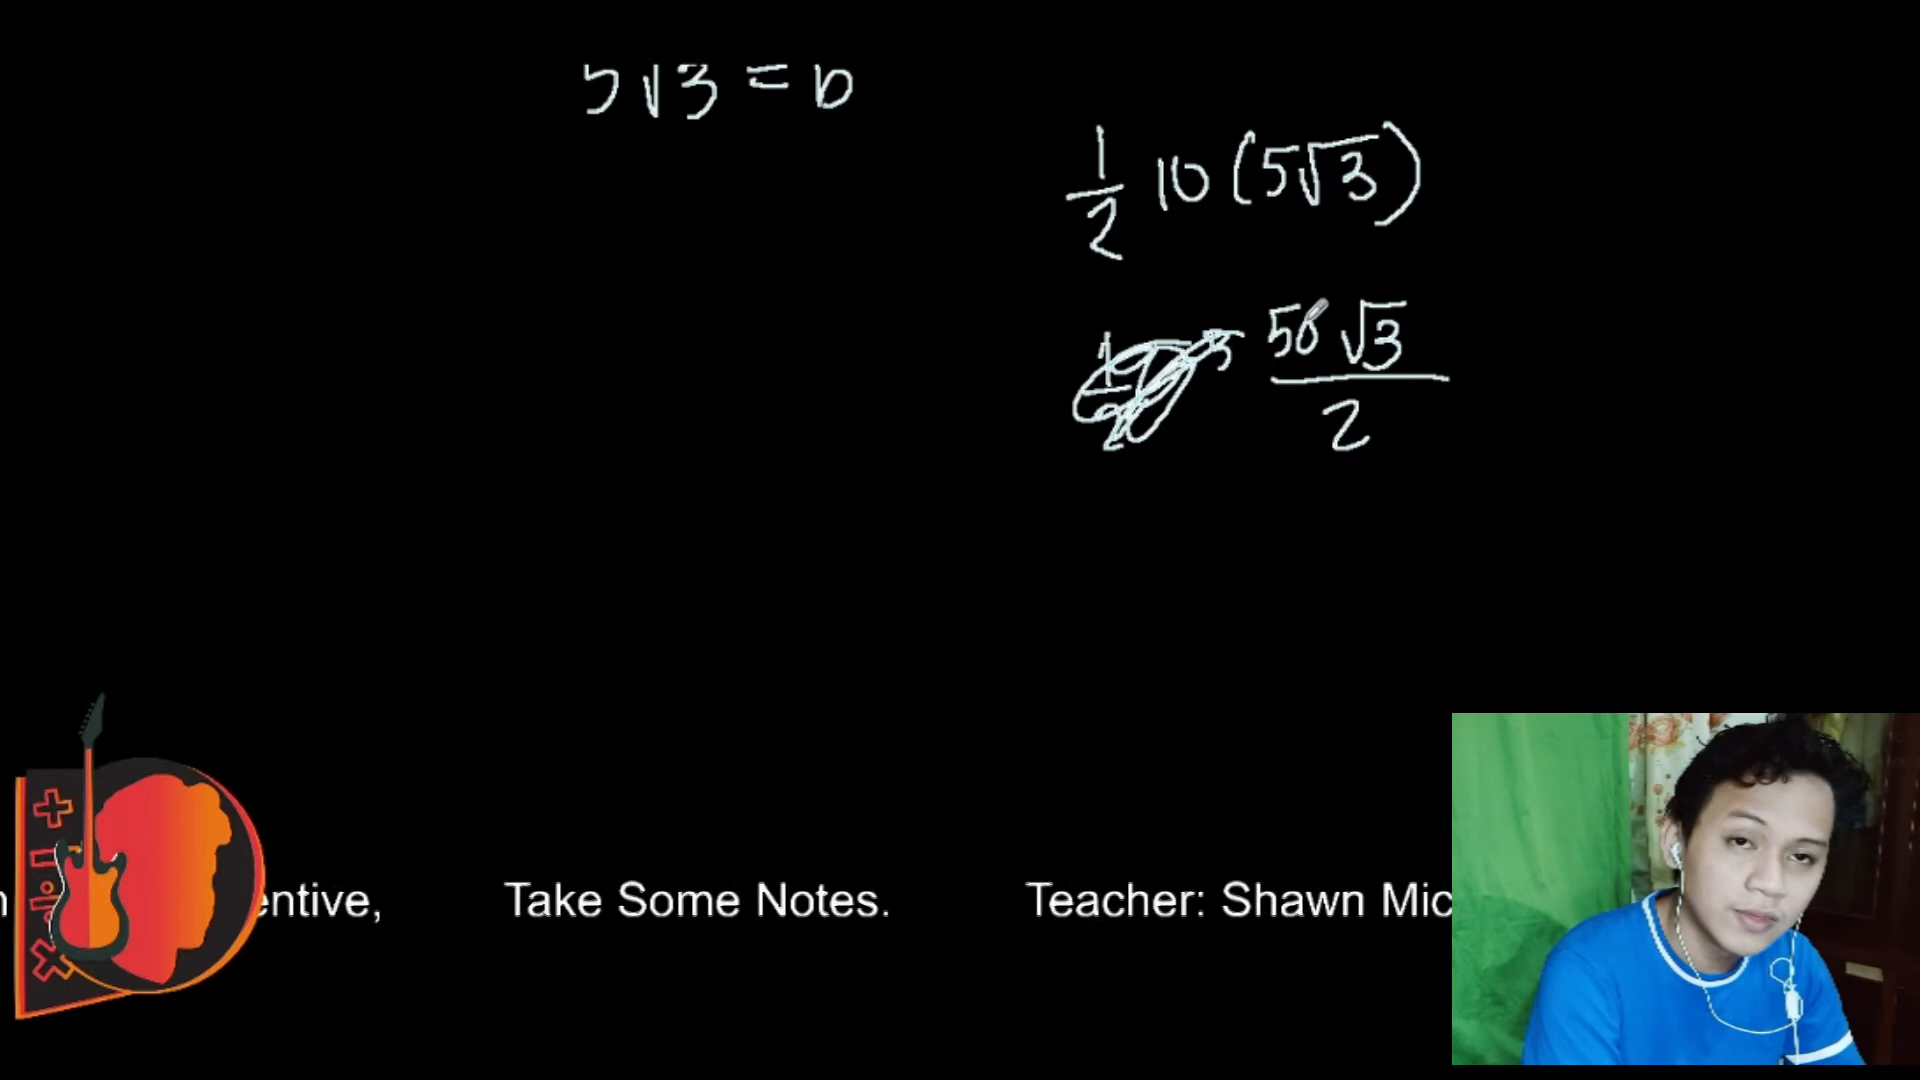 5√3 = b
1/2 10 (5√3)
50√3 / 2
entive, Take Some Notes. Teacher: Shawn Mic